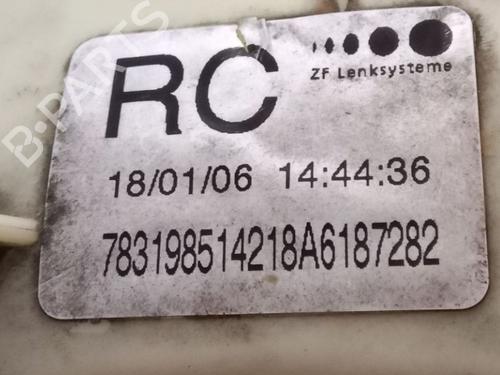 RC
ZF Lenksysteme
18/01/06 14:44:36
783198514218A6187282
B-PARTS